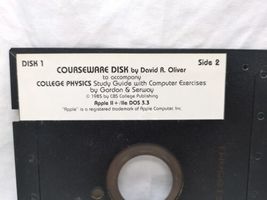 DISK 1
COURSEWARE DISK by David R. Oliver
Side 2
to accompany
COLLEGE PHYSICS Study Guide with Computer Exercises
by Gordon & Serway
© 1985 by CBS College Publishing
Apple II+/IIe DOS 3.3
"Apple" is a registered trademark of Apple Computer, Inc.